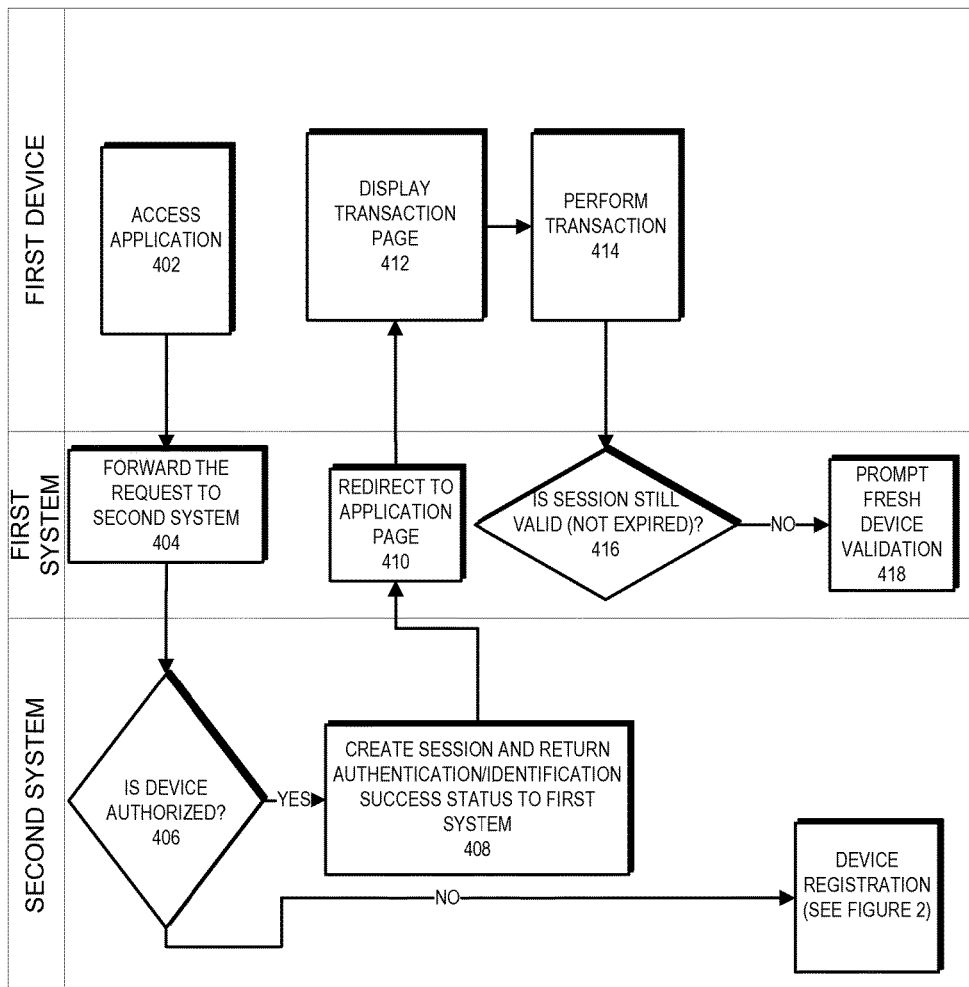 FIRST DEVICE
ACCESS
APPLICATION
402
DISPLAY
TRANSACTION
PAGE
412
PERFORM
TRANSACTION
414
FIRST
SYSTEM
FORWARD THE
REQUEST TO
SECOND SYSTEM
404
REDIRECT TO
APPLICATION
PAGE
410
IS SESSION STILL
VALID (NOT EXPIRED)?
416
NO
PROMPT
FRESH
DEVICE
VALIDATION
418
SECOND SYSTEM
IS DEVICE
AUTHORIZED?
406
YES
CREATE SESSION AND RETURN
AUTHENTICATION/IDENTIFICATION
SUCCESS STATUS TO FIRST
SYSTEM
408
NO
DEVICE
REGISTRATION
(SEE FIGURE 2)